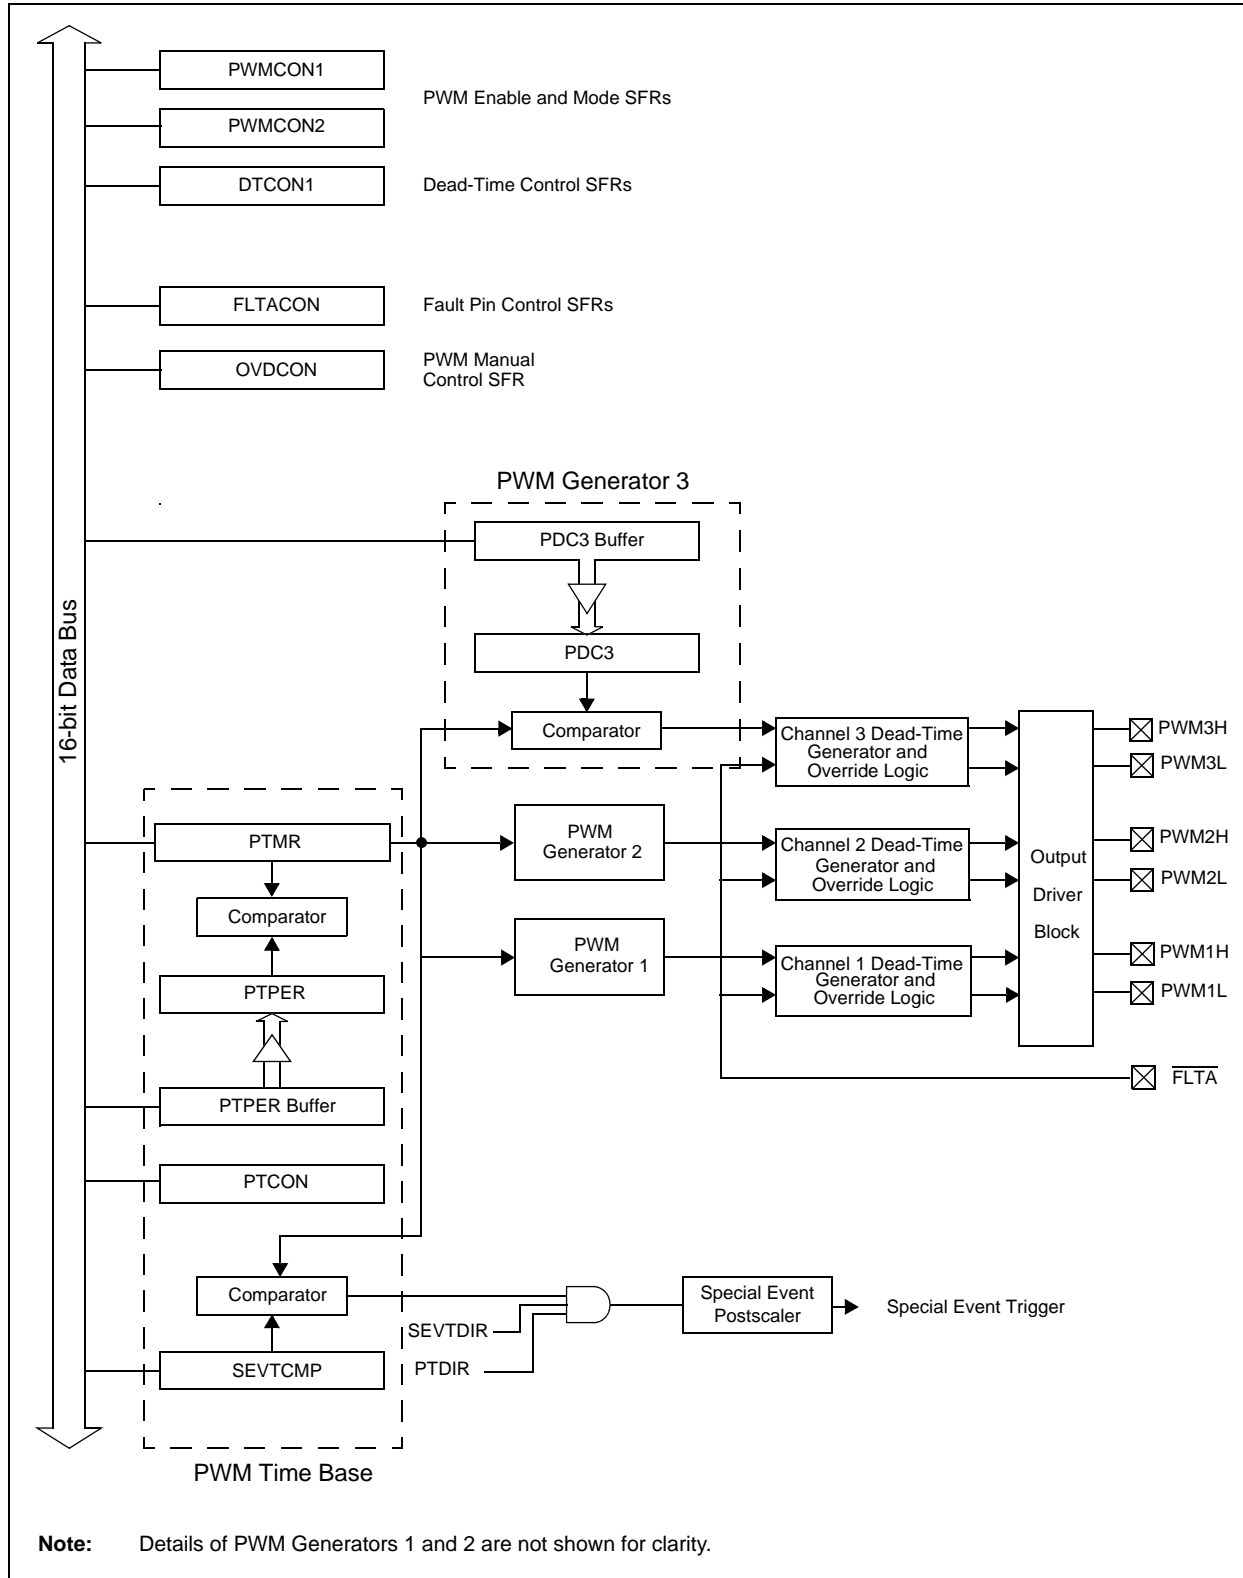 PWMCON1
PWM Enable and Mode SFRs
PWMCON2
DTCON1
Dead-Time Control SFRs
FLTACON
Fault Pin Control SFRs
OVDCON
PWM Manual
Control SFR
PWM Generator 3
PDC3 Buffer
PDC3
Comparator
16-bit Data Bus
Channel 3 Dead-Time
Generator and
Override Logic
PWM3H
PWM3L
PTMR
PWM
Generator 2
Channel 2 Dead-Time
Generator and
Override Logic
PWM2H
PWM2L
Output
Driver
Block
Comparator
PWM
Generator 1
Channel 1 Dead-Time
Generator and
Override Logic
PWM1H
PWM1L
PTPER
FLTA
PTPER Buffer
PTCON
Comparator
SEVTDIR
PTDIR
Special Event
Postscaler
Special Event Trigger
SEVTCMP
PWM Time Base
Note: Details of PWM Generators 1 and 2 are not shown for clarity.